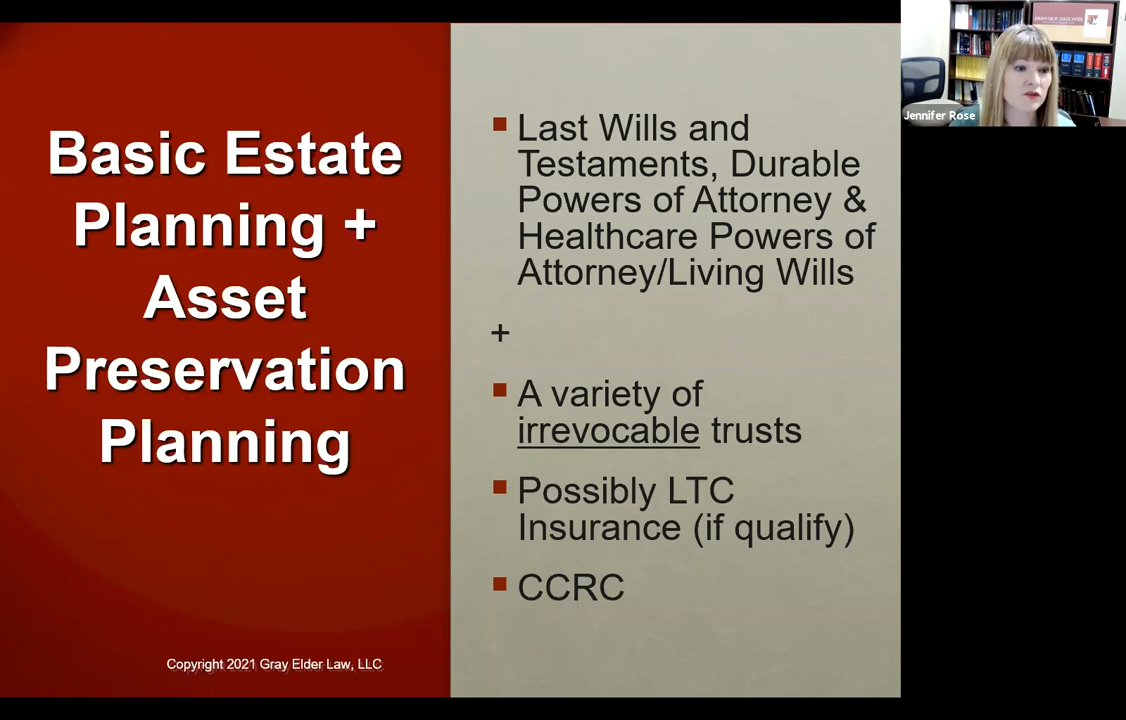 Basic Estate
Planning +
Asset
Preservation
Planning
Copyright 2021 Gray Elder Law, LLC
Last Wills and
Testaments, Durable
Powers of Attorney &
Healthcare Powers of
Attorney/Living Wills
+
A variety of
irrevocable trusts
Possibly LTC
Insurance (if qualify)
CCRC
Jennifer Rose